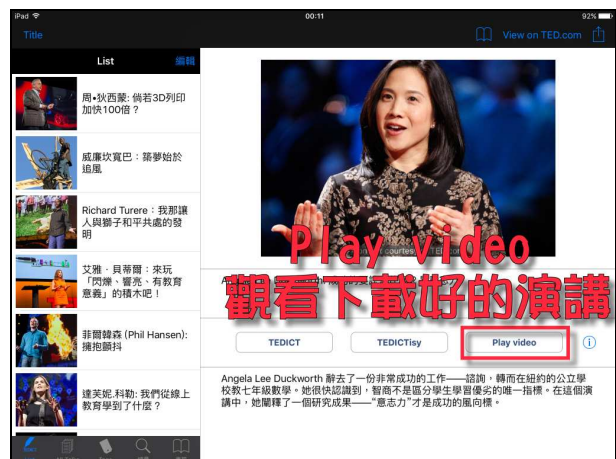 iPad
00:11
92%
Title
View on TED.com
List
編輯
周•狄西蒙: 倘若3D列印
加快100倍？
威廉坎寬巴：築夢始於
追風
Richard Turere：我那讓
人與獅子和平共處的發
明
艾雅．貝蒂爾：來玩
「閃爍、響亮、有教育
意義」的積木吧！
菲爾韓森 (Phil Hansen):
擁抱顫抖
達芙妮.科勒: 我們從線上
教育學到了什麼？
Play video
觀看下載好的演講
TEDICT
TEDICTisy
Play video
Angela Lee Duckworth 辭去了一份非常成功的工作——諮詢，轉而在紐約的公立學
校教七年級數學。她很快認識到，智商不是區分學生學習優劣的唯一指標。在這個演
講中，她闡釋了一個研究成果——“意志力”才是成功的風向標。